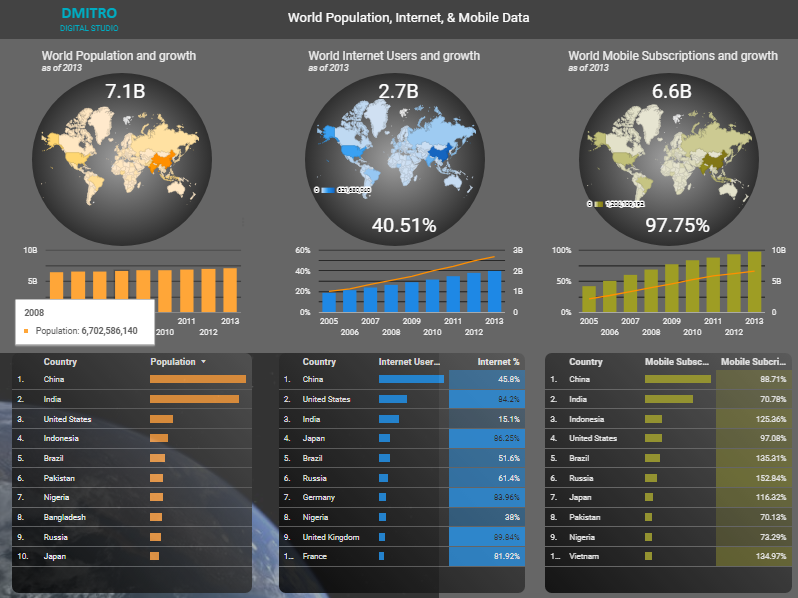 DMITRO
DIGITAL STUDIO
World Population, Internet, & Mobile Data
World Population and growth
as of 2013
7.1B
World Internet Users and growth
as of 2013
2.7B
0
40.51%
World Mobile Subscriptions and growth
as of 2013
6.6B
0
97.75%
10B
5B
2011 2013
2010 2012
2008
Population: 6,702,586,140
60% 3B
40% 2B
20% 1B
0% 0
2005 2007 2009 2011 2013
2006 2008 2010 2012
100% 10B
50% 5B
0% 0
2005 2007 2009 2011 2013
2006 2008 2010 2012
Country Population
1. China
2. India
3. United States
4. Indonesia
5. Brazil
6. Pakistan
7. Nigeria
8. Bangladesh
9. Russia
10. Japan
Country Internet User... Internet %
1. China 45.8%
2. United States 84.2%
3. India 15.1%
4. Japan 86.25%
5. Brazil 51.6%
6. Russia 61.4%
7. Germany 83.96%
8. Nigeria 38%
9. United Kingdom 89.84%
1... France 81.92%
Country Mobile Subsc... Mobile Subscri...
1. China 88.71%
2. India 70.78%
3. Indonesia 125.36%
4. United States 97.08%
5. Brazil 135.31%
6. Russia 152.84%
7. Japan 116.32%
8. Pakistan 70.13%
9. Nigeria 73.29%
1... Vietnam 134.97%